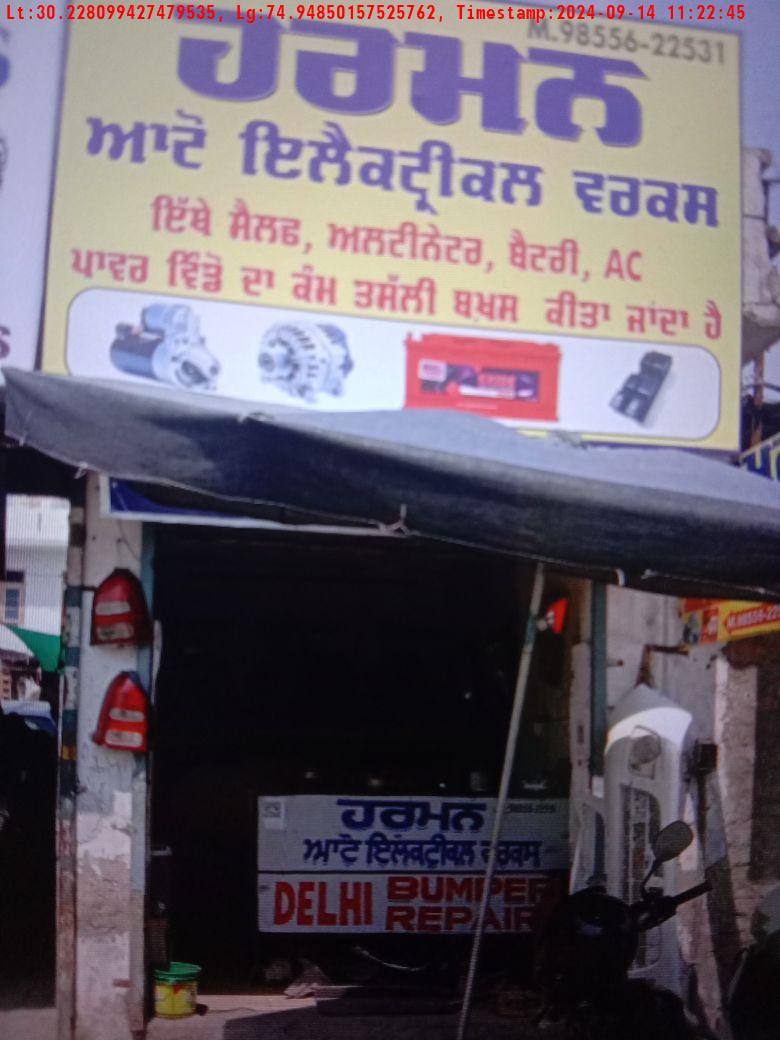 Lt:30.228099427479535, Lg:74.94850157525762, Timestamp:2024-09-14 11:22:45
M.98556-22531
ਹਰਮਨ
ਆਟੋ ਇਲੈਕਟ੍ਰੀਕਲ ਵਰਕਸ
ਇੱਥੇ ਸੈਲਫ, ਅਲਟੀਨੇਟਰ, ਬੈਟਰੀ, AC
ਪਾਵਰ ਵਿੰਡੋ ਦਾ ਕੰਮ ਤਸੱਲੀ ਬਖ਼ਸ ਕੀਤਾ ਜਾਂਦਾ ਹੈ
ਹਰਮਨ
ਆਟੋ ਇਲੈਕਟ੍ਰੀਕਲ ਵਰਕਸ
DELHI BUMPER
REPAIR